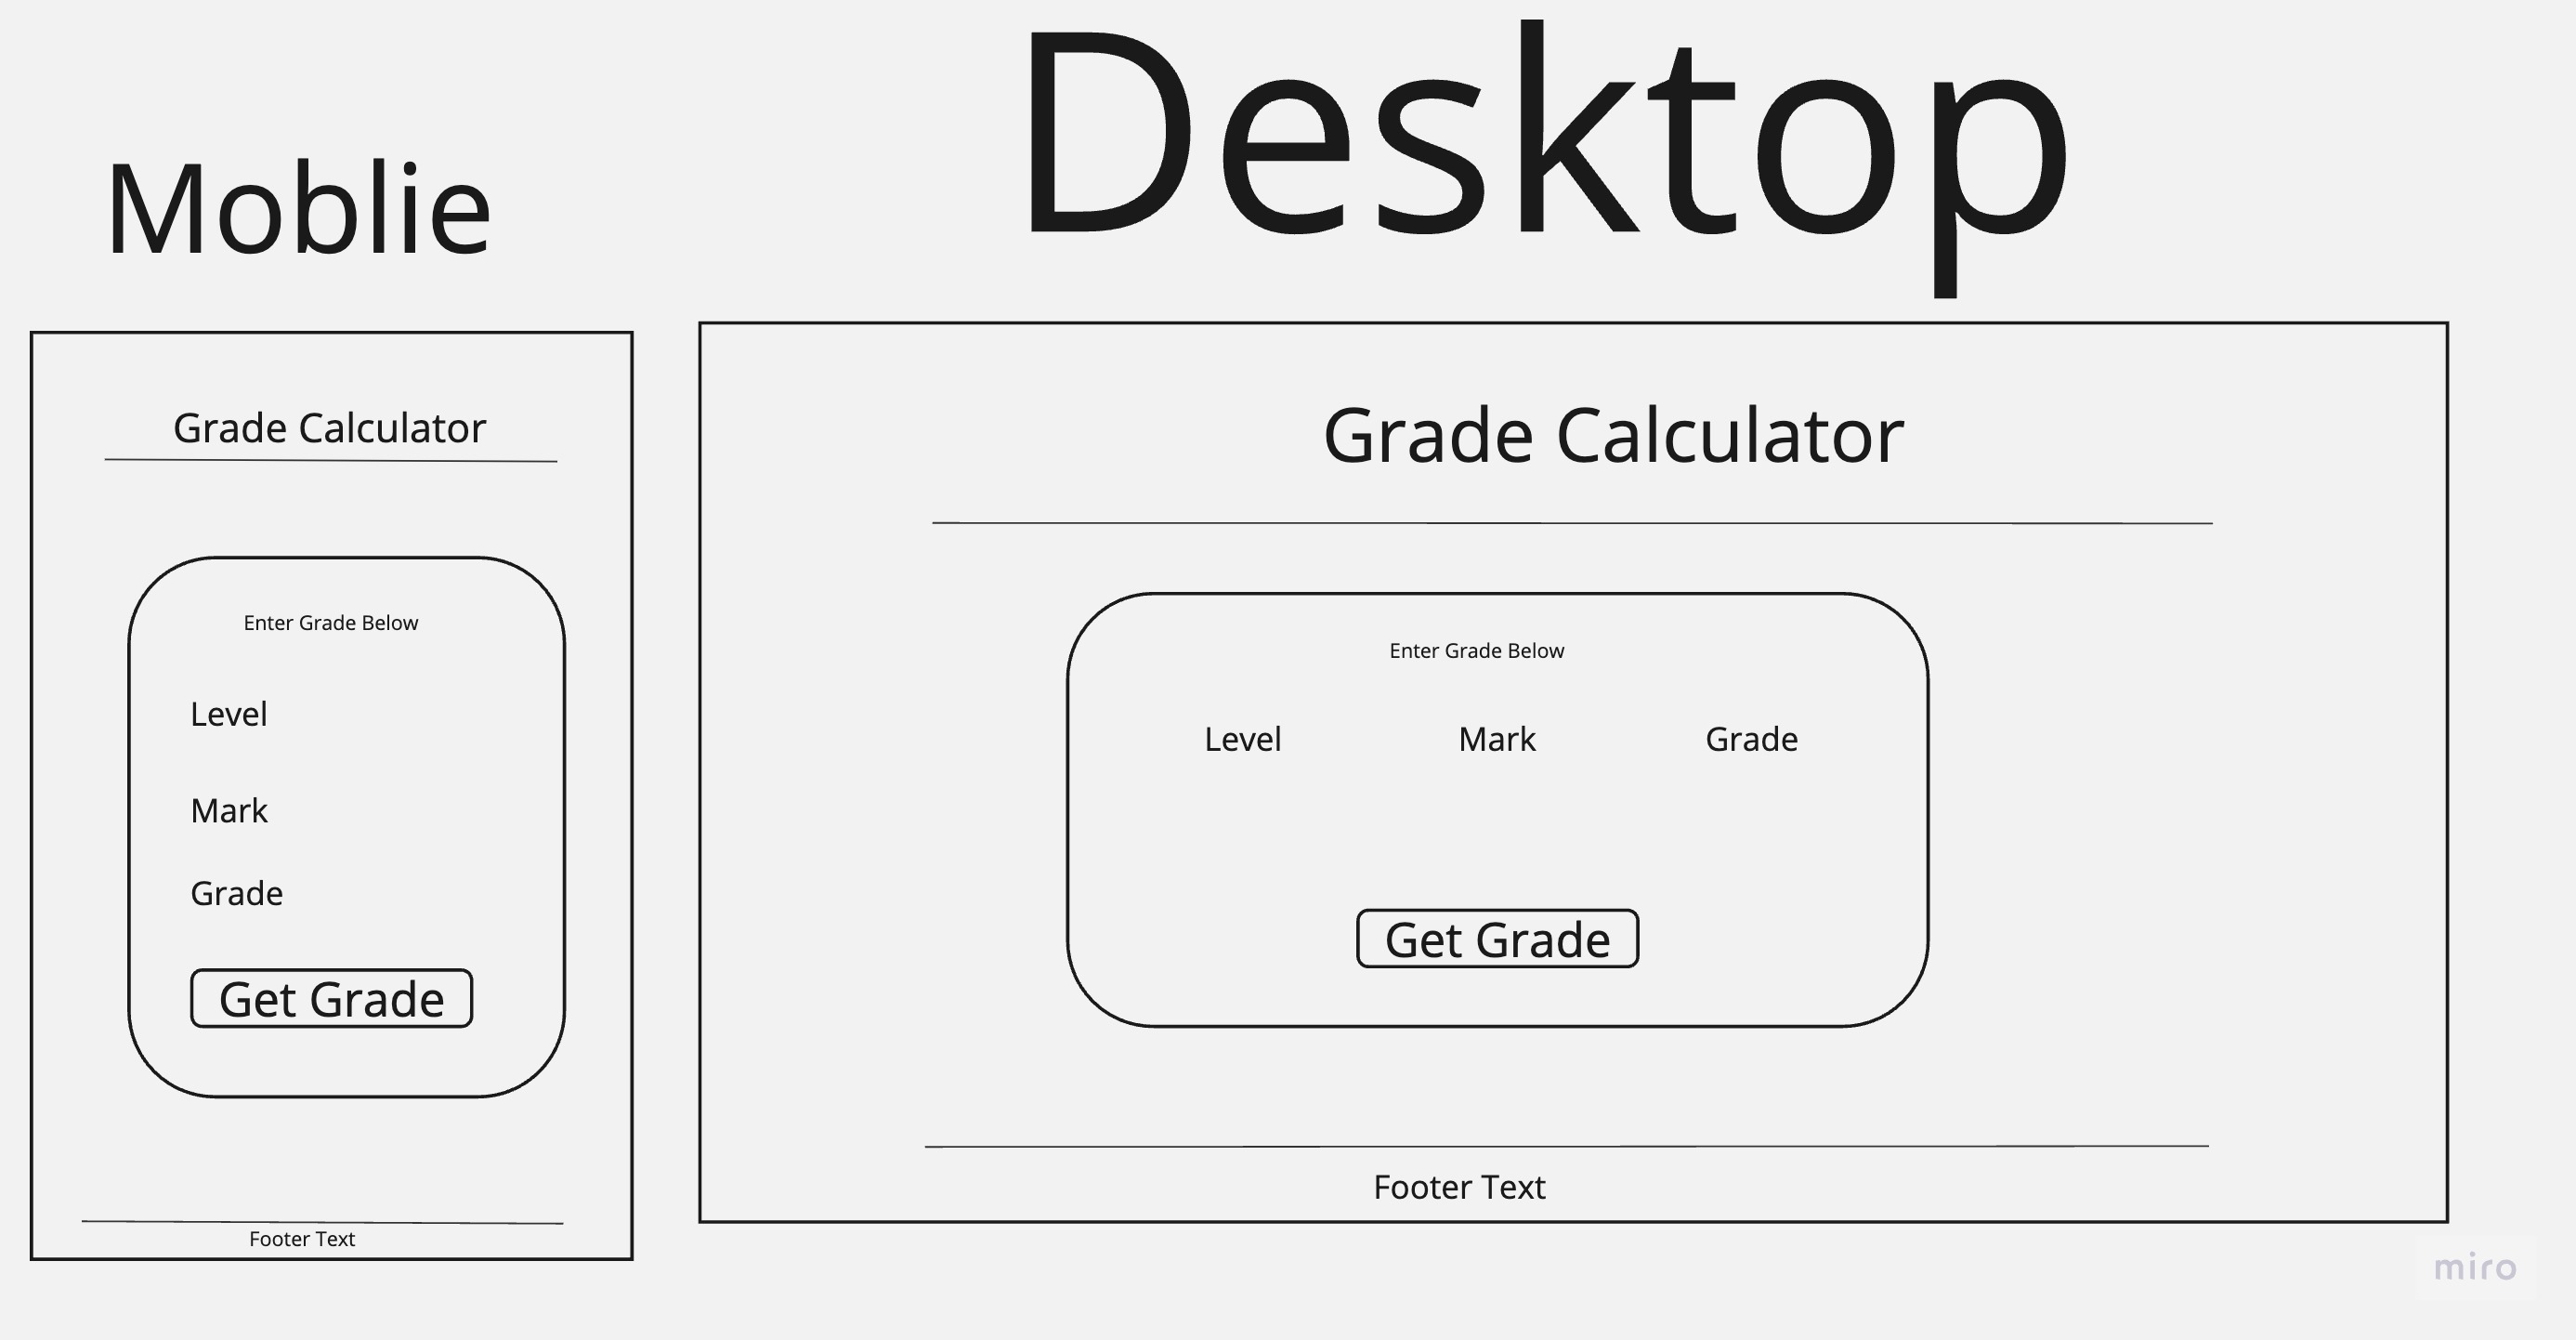 Moblie
Desktop
Grade Calculator
Enter Grade Below
Level
Mark
Grade
Get Grade
Footer Text
Grade Calculator
Enter Grade Below
Level Mark Grade
Get Grade
Footer Text
miro